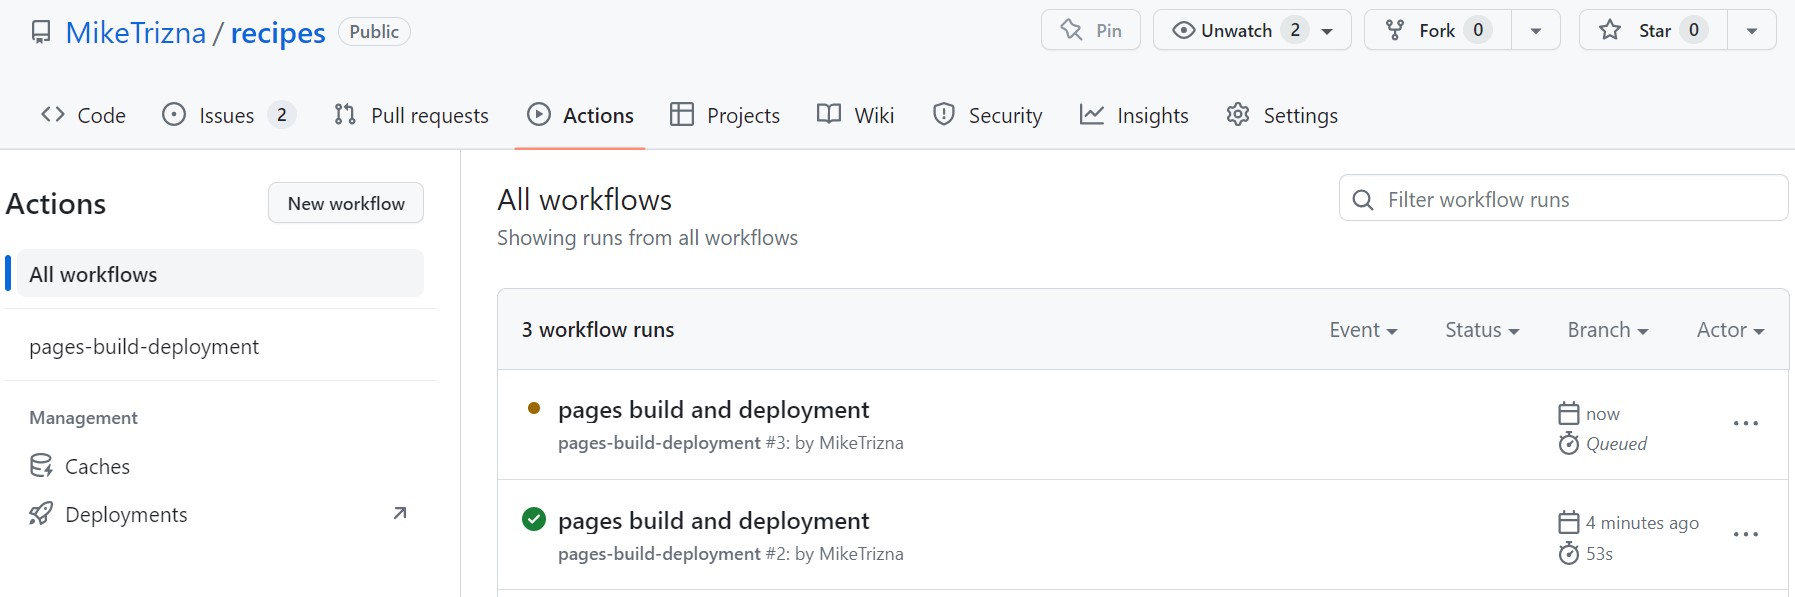 MikeTrizna / recipes Public
Pin
Unwatch 2
Fork 0
Star 0
Code
Issues 2
Pull requests
Actions
Projects
Wiki
Security
Insights
Settings
Actions
New workflow
All workflows
pages-build-deployment
Management
Caches
Deployments
All workflows
Showing runs from all workflows
Filter workflow runs
3 workflow runs
Event
Status
Branch
Actor
pages build and deployment
pages-build-deployment #3: by MikeTrizna
now
Queued
pages build and deployment
pages-build-deployment #2: by MikeTrizna
4 minutes ago
53s